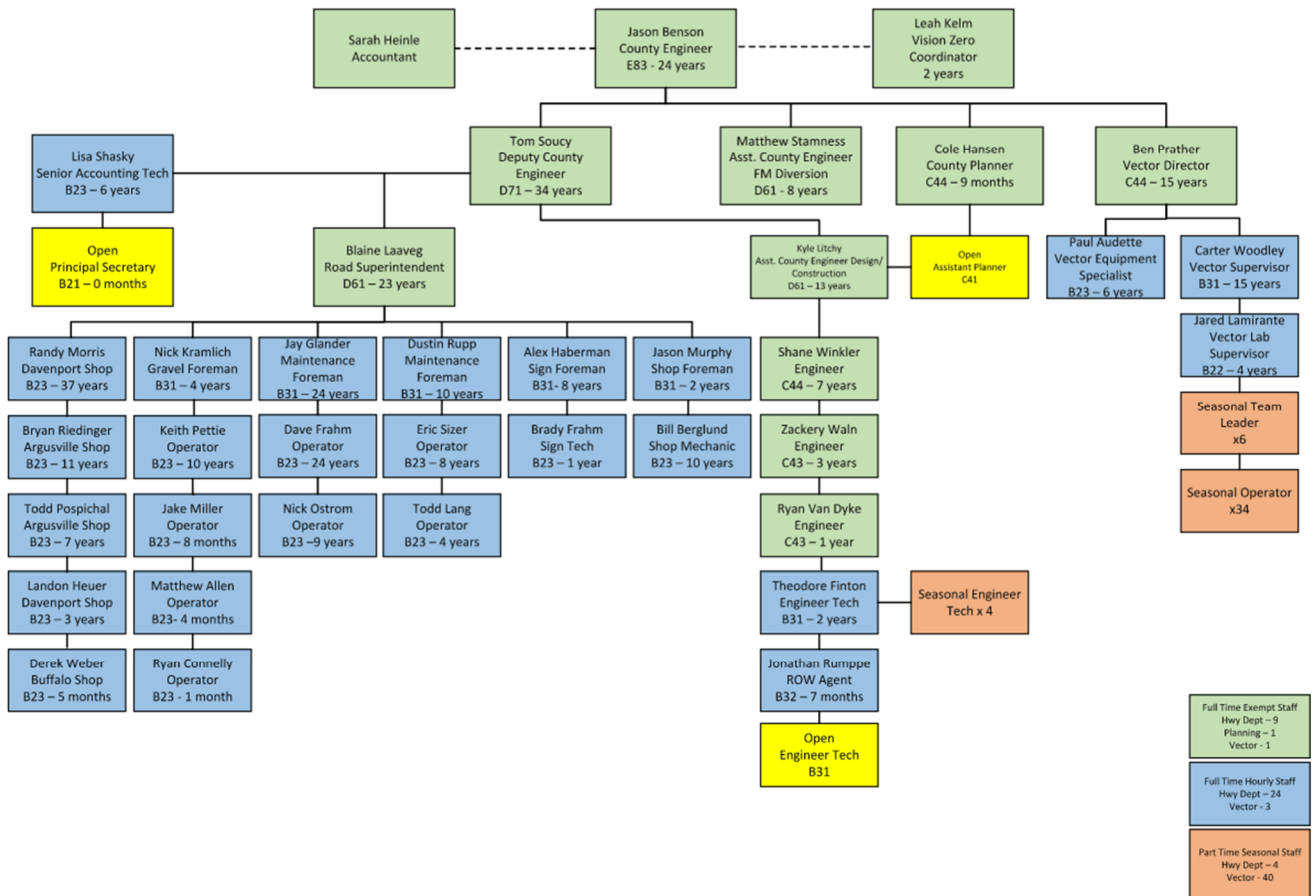 Sarah Heinle
Accountant
Jason Benson
County Engineer
E83 - 24 years
Leah Kelm
Vision Zero
Coordinator
2 years
Lisa Shasky
Senior Accounting Tech
B23 – 6 years
Tom Soucy
Deputy County
Engineer
D71 – 34 years
Matthew Stamness
Asst. County Engineer
FM Diversion
D61 - 8 years
Cole Hansen
County Planner
C44 – 9 months
Ben Prather
Vector Director
C44 – 15 years
Open
Principal Secretary
B21 – 0 months
Blaine Laaveg
Road Superintendent
D61 – 23 years
Kyle Litchy
Asst. County Engineer Design/
Construction
D61 – 13 years
Open
Assistant Planner
C41
Paul Audette
Vector Equipment
Specialist
B23 – 6 years
Carter Woodley
Vector Supervisor
B31 – 15 years
Randy Morris
Davenport Shop
B23 – 37 years
Nick Kramlich
Gravel Foreman
B31 – 4 years
Jay Glander
Maintenance
Foreman
B31 – 24 years
Dustin Rupp
Maintenance
Foreman
B31 – 10 years
Alex Haberman
Sign Foreman
B31- 8 years
Jason Murphy
Shop Foreman
B31 – 2 years
Shane Winkler
Engineer
C44 – 7 years
Jared Lamirante
Vector Lab
Supervisor
B22 – 4 years
Bryan Riedinger
Argusville Shop
B23 – 11 years
Keith Pettie
Operator
B23 – 10 years
Dave Frahm
Operator
B23 – 24 years
Eric Sizer
Operator
B23 – 8 years
Brady Frahm
Sign Tech
B23 – 1 year
Bill Berglund
Shop Mechanic
B23 – 10 years
Zackery Waln
Engineer
C43 – 3 years
Seasonal Team
Leader
x6
Todd Pospichal
Argusville Shop
B23 – 7 years
Jake Miller
Operator
B23 – 8 months
Nick Ostrom
Operator
B23 –9 years
Todd Lang
Operator
B23 – 4 years
Ryan Van Dyke
Engineer
C43 – 1 year
Seasonal Operator
x34
Landon Heuer
Davenport Shop
B23 – 3 years
Matthew Allen
Operator
B23- 4 months
Theodore Finton
Engineer Tech
B31 – 2 years
Seasonal Engineer
Tech x 4
Derek Weber
Buffalo Shop
B23 – 5 months
Ryan Connelly
Operator
B23 - 1 month
Jonathan Rumppe
ROW Agent
B32 – 7 months
Open
Engineer Tech
B31
Full Time Exempt Staff
Hwy Dept – 9
Planning – 1
Vector - 1
Full Time Hourly Staff
Hwy Dept – 24
Vector - 3
Part Time Seasonal Staff
Hwy Dept – 4
Vector - 40